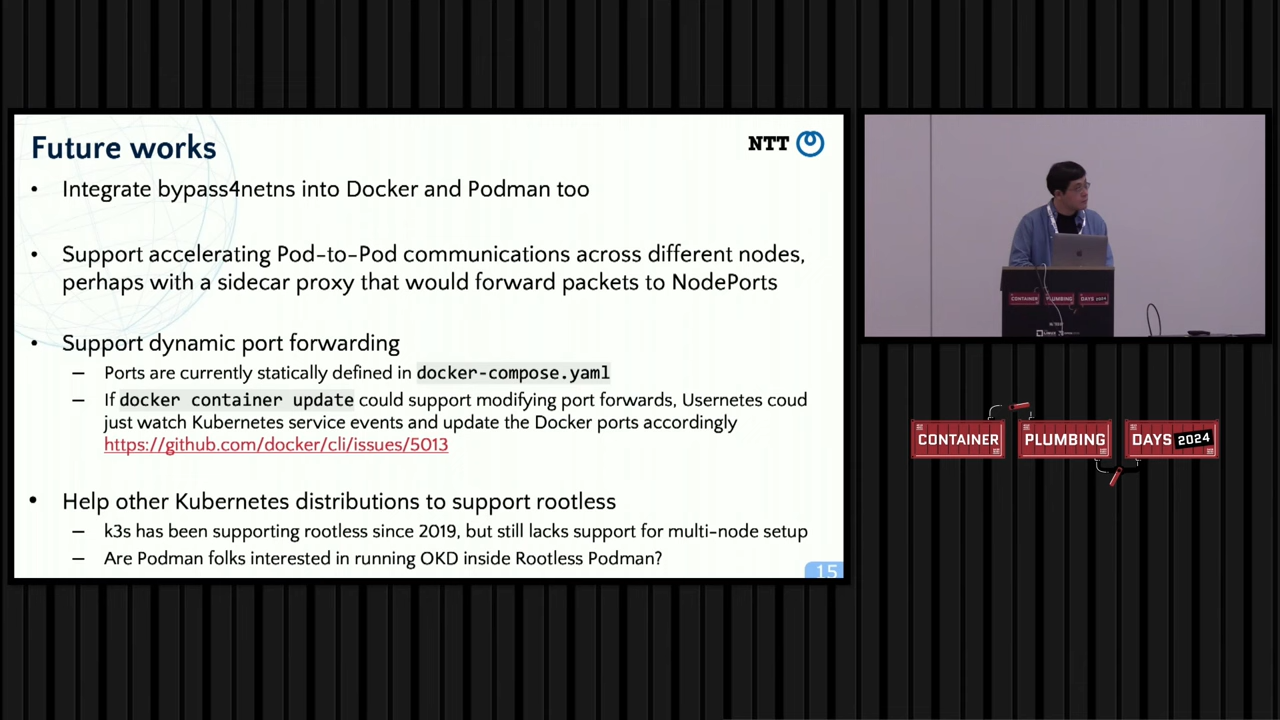 Future works
NTT
• Integrate bypass4netns into Docker and Podman too
• Support accelerating Pod-to-Pod communications across different nodes,
perhaps with a sidecar proxy that would forward packets to NodePorts
• Support dynamic port forwarding
– Ports are currently statically defined in docker-compose.yaml
– If docker container update could support modifying port forwards, Usernetes coud
just watch Kubernetes service events and update the Docker ports accordingly
https://github.com/docker/cli/issues/5013
• Help other Kubernetes distributions to support rootless
– k3s has been supporting rootless since 2019, but still lacks support for multi-node setup
– Are Podman folks interested in running OKD inside Rootless Podman?
15
CONTAINER PLUMBING DAYS 2024
CONTAINER PLUMBING DAYS 2024